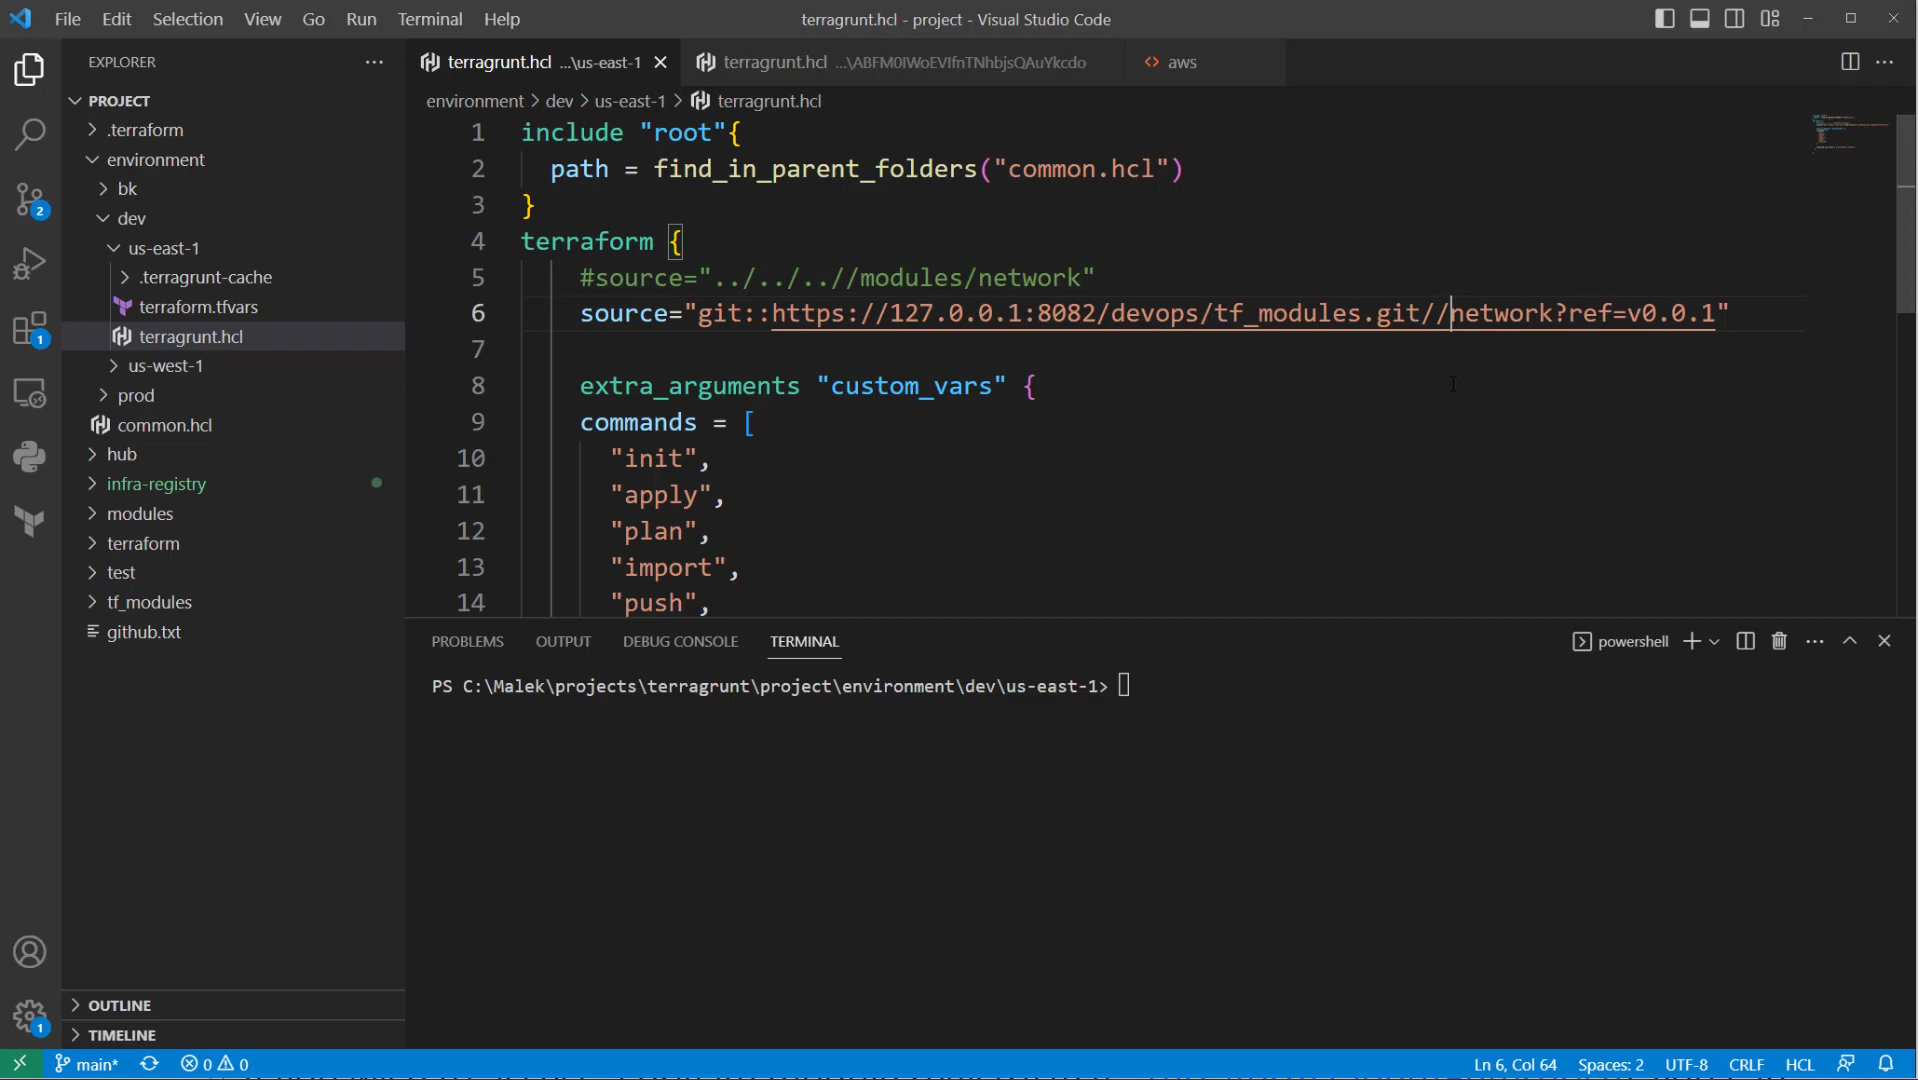 File Edit Selection View Go Run Terminal Help
terragrunt.hcl - project - Visual Studio Code
EXPLORER
PROJECT
.terraform
environment
bk
dev
us-east-1
.terragrunt-cache
terraform.tfvars
terragrunt.hcl
us-west-1
prod
common.hcl
hub
infra-registry
modules
terraform
test
tf_modules
github.txt
OUTLINE
TIMELINE
2
1
1
terragrunt.hcl ...\us-east-1
terragrunt.hcl ...\ABFM0IWoEVIfnTNhbjsQAuYkcdo
aws
environment > dev > us-east-1 > terragrunt.hcl
1 include "root"{
2 path = find_in_parent_folders("common.hcl")
3 }
4 terraform {
5 #source="../../..//modules/network"
6 source="git::https://127.0.0.1:8082/devops/tf_modules.git//network?ref=v0.0.1"
7
8 extra_arguments "custom_vars" {
9 commands = [
10 "init",
11 "apply",
12 "plan",
13 "import",
14 "push",
PROBLEMS OUTPUT DEBUG CONSOLE TERMINAL
powershell
PS C:\Malek\projects\terragrunt\project\environment\dev\us-east-1>
main* 0 0
Ln 6, Col 64 Spaces: 2 UTF-8 CRLF HCL